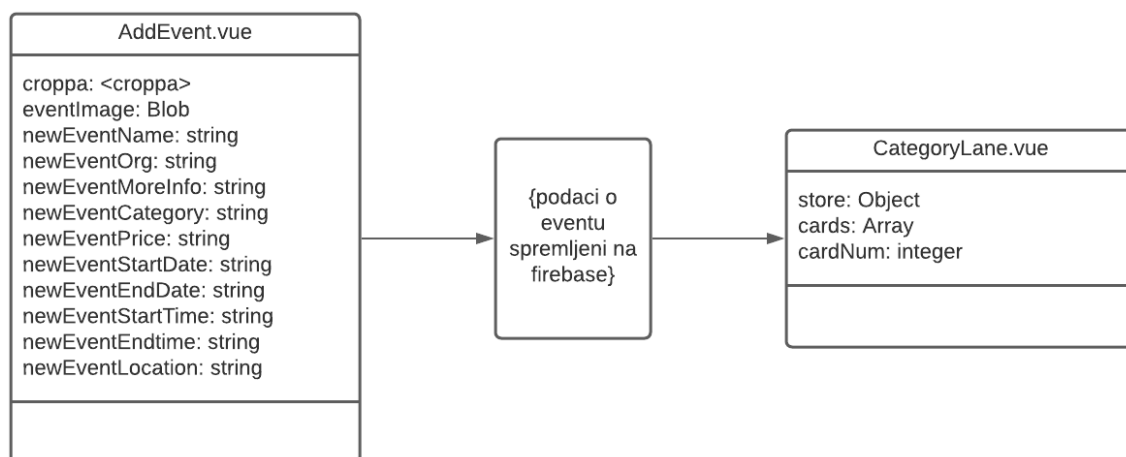 AddEvent.vue
croppa: <croppa>
eventImage: Blob
newEventName: string
newEventOrg: string
newEventMoreInfo: string
newEventCategory: string
newEventPrice: string
newEventStartDate: string
newEventEndDate: string
newEventStartTime: string
newEventEndtime: string
newEventLocation: string
{podaci o
eventu
spremljeni na
firebase}
CategoryLane.vue
store: Object
cards: Array
cardNum: integer